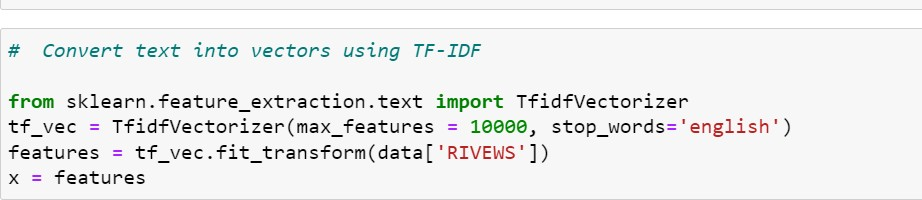 #  Convert text into vectors using TF-IDF
from sklearn.feature_extraction.text import TfidfVectorizer
tf_vec = TfidfVectorizer(max_features = 10000, stop_words='english')
features = tf_vec.fit_transform(data['RIVEWS'])
x = features